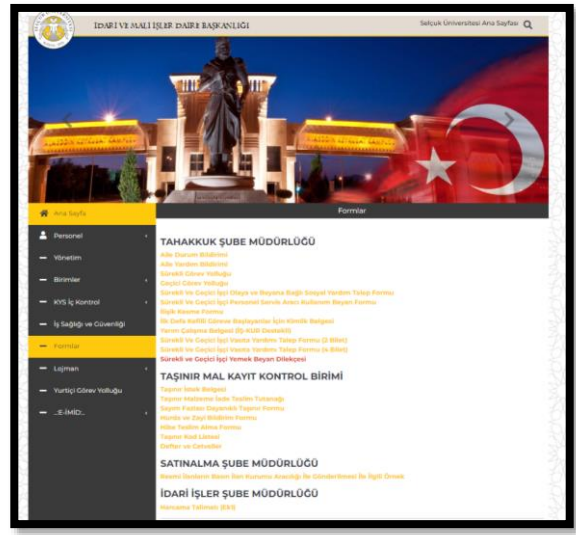 İDARİ VE MALİ İŞLER DAİRE BAŞKANLIĞI
Selçuk Üniversitesi Ana Sayfası
Ana Sayfa
Personel
Yönetim
Birimler
KYS İç Kontrol
İş Sağlığı ve Güvenliği
Formlar
Lojman
Yurtiçi Görev Yolluğu
..:E-İMİD:..
Formlar
TAHAKKUK ŞUBE MÜDÜRLÜĞÜ
Aile Durum Bildirimi
Aile Yardım Bildirimi
Sürekli Görev Yolluğu
Geçici Görev Yolluğu
Sürekli Ve Geçici İşçi Olaya ve Beyana Bağlı Sosyal Yardım Talep Formu
Sürekli Ve Geçici İşçi Personel Servis Aracı Kullanım Beyan Formu
İlişik Kesme Formu
İlk Defa Kefilli Göreve Başlayanlar İçin Kimlik Belgesi
Yarım Çalışma Belgesi (İŞ-KUR Destekli)
Sürekli Ve Geçici İşçi Vasıta Yardımı Talep Formu (2 Bilet)
Sürekli Ve Geçici İşçi Vasıta Yardımı Talep Formu (4 Bilet)
Sürekli ve Geçici İşçi Yemek Beyan Dilekçesi
TAŞINIR MAL KAYIT KONTROL BİRİMİ
Taşınır İstek Belgesi
Taşınır Malzeme İade Teslim Tutanağı
Sayım Fazlası Dayanıklı Taşınır Formu
Hurda ve Zayi Bildirim Formu
Hibe Teslim Alma Formu
Taşınır Kod Listesi
Defter ve Cetveller
SATINALMA ŞUBE MÜDÜRLÜĞÜ
Resmi İlanların Basın İlan Kurumu Aracılığı İle Gönderilmesi İle İlgili Örnek
İDARİ İŞLER ŞUBE MÜDÜRLÜĞÜ
Harcama Talimatı (E81)